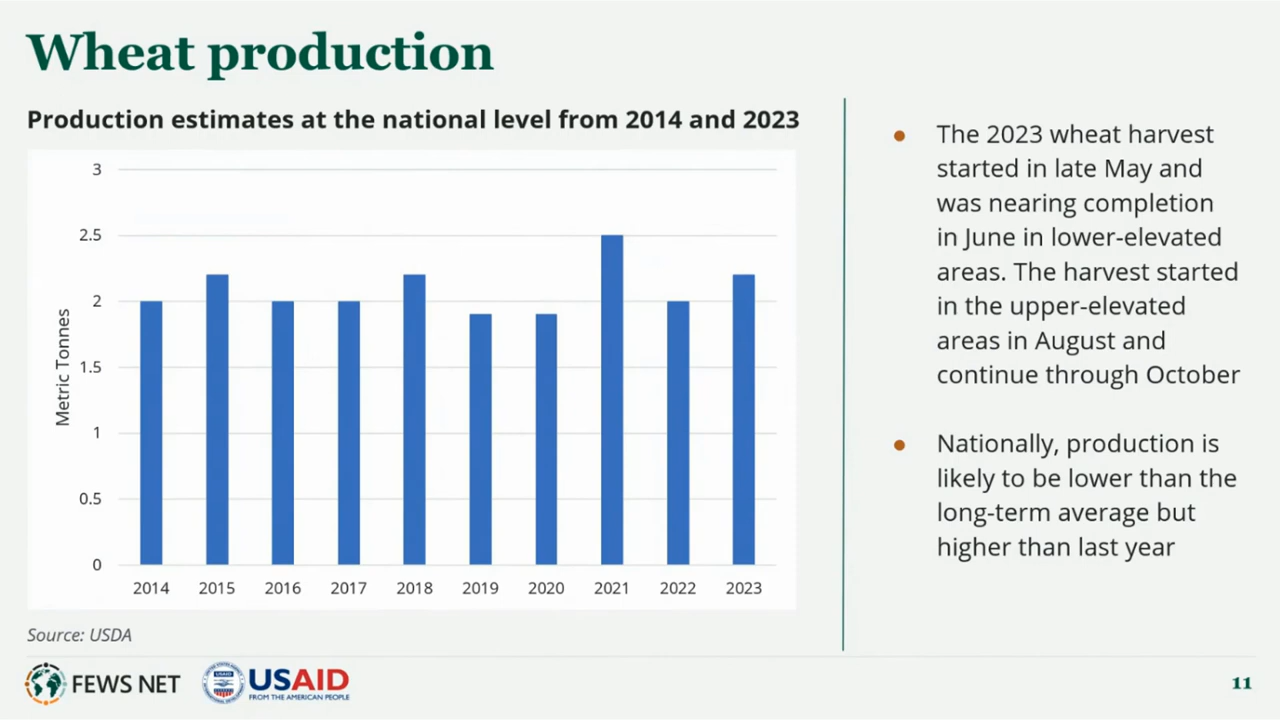 Wheat production
Production estimates at the national level from 2014 and 2023
3
2.5
2
1.5
1
0.5
0
Metric Tonnes
2014 2015 2016 2017 2018 2019 2020 2021 2022 2023
Source: USDA
The 2023 wheat harvest
started in late May and
was nearing completion
in June in lower-elevated
areas. The harvest started
in the upper-elevated
areas in August and
continue through October
Nationally, production is
likely to be lower than the
long-term average but
higher than last year
FEWS NET
USAID
USAID
FROM THE AMERICAN PEOPLE
11